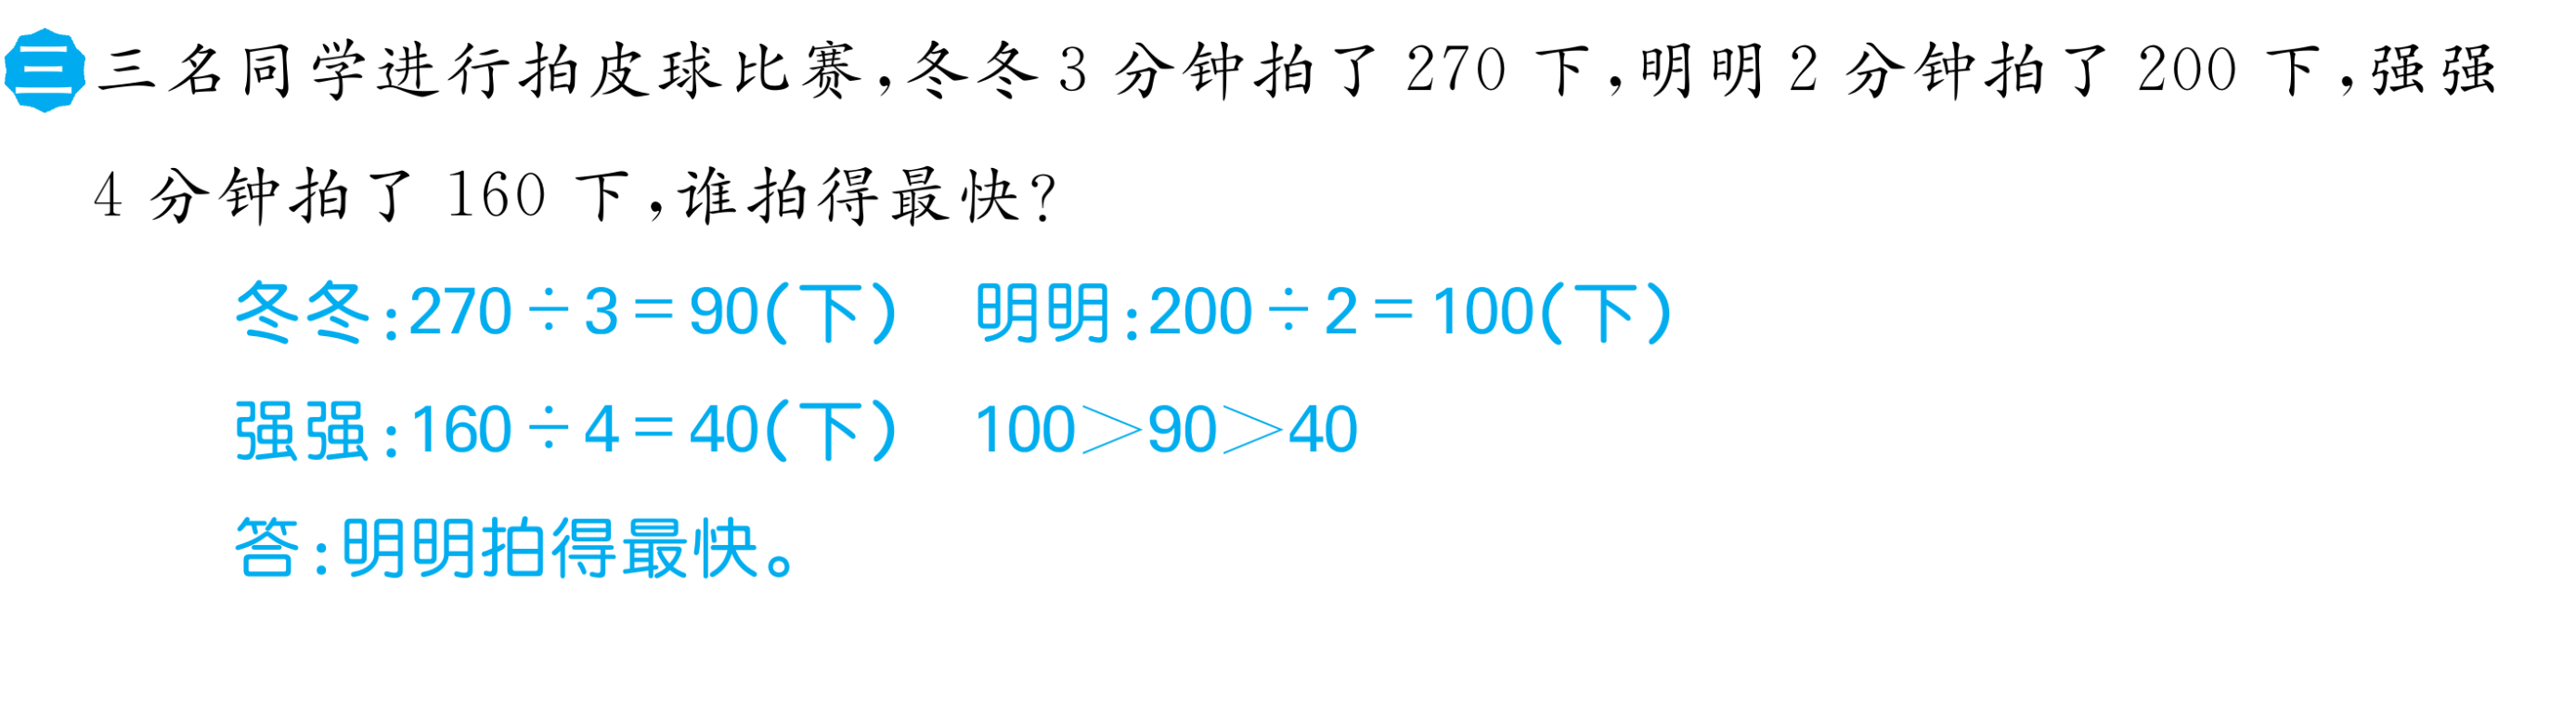 三 三名同学进行拍皮球比赛,冬冬3分钟拍了270下,明明2分钟拍了200下,强强
4分钟拍了160下,谁拍得最快?
冬冬:270÷3=90(下) 明明:200÷2=100(下)
强强:160÷4=40(下) 100>90>40
答:明明拍得最快。